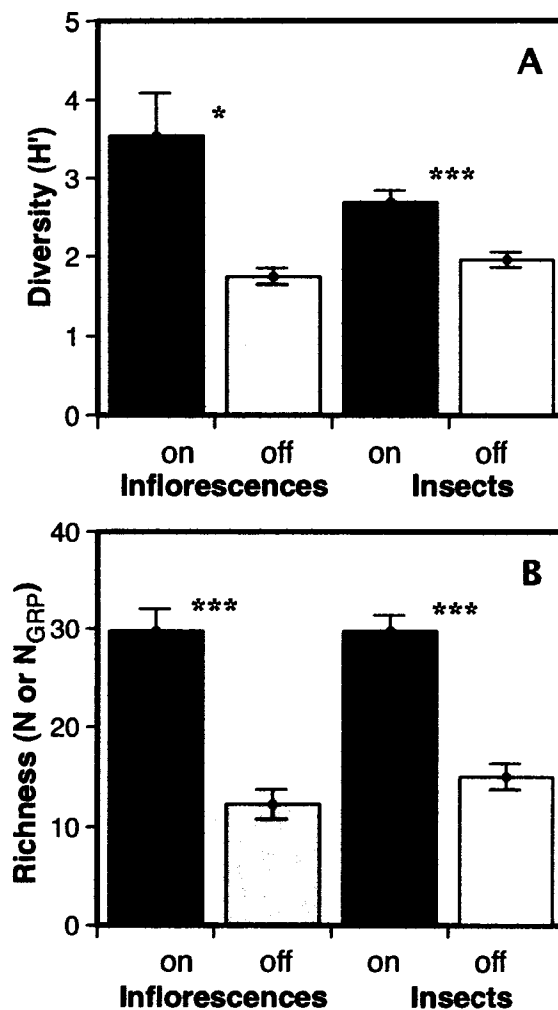 5
A
4
*
3
***
2
1
0
Diversity (H')
on off on off
Inflorescences Insects
40
B
30
***
***
20
10
0
Richness (N or N_GRP)
on off on off
Inflorescences Insects